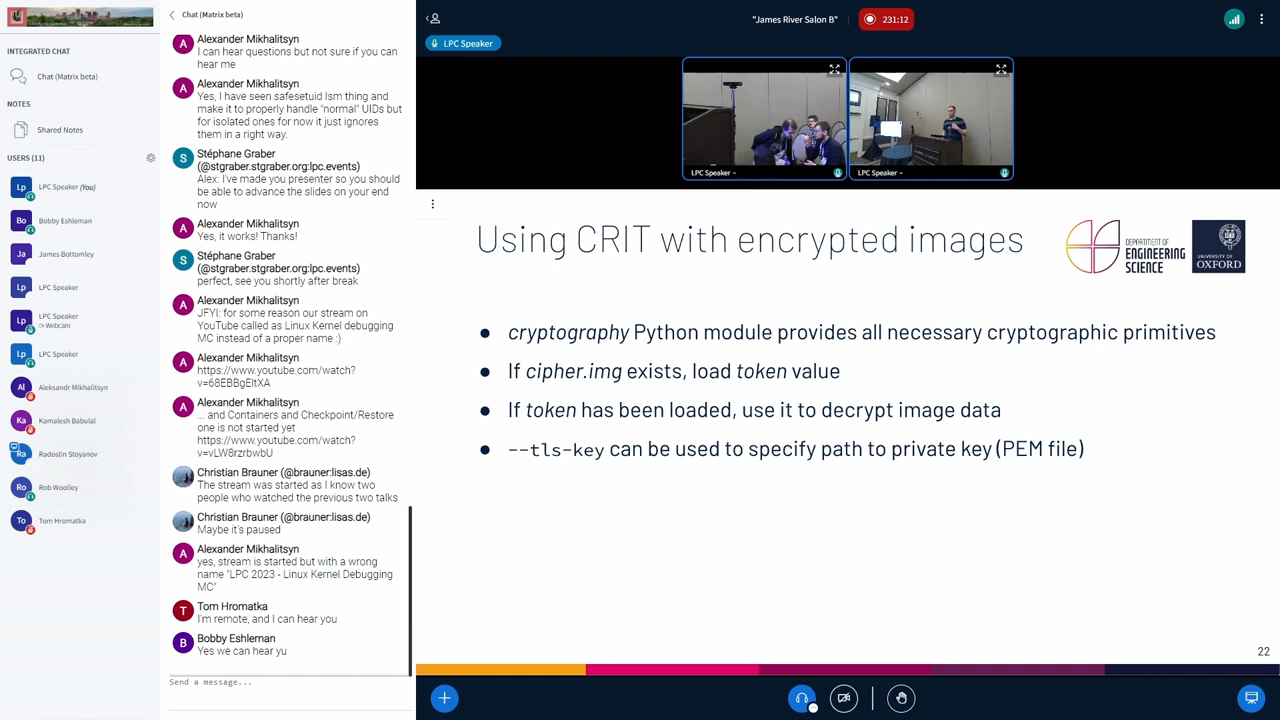 INTEGRATED CHAT
Chat (Matrix beta)
NOTES
Shared Notes
USERS (11)
Lp LPC Speaker (You)
Bo Bobby Eshleman
Ja James Bottomley
Lp LPC Speaker
Lp LPC Speaker
=> Webcam
Lp LPC Speaker
Al Aleksandr Mikhalitsyn
Ka Kamalesh Babulal
Ra Radostin Stoyanov
Ro Rob Woolley
To Tom Hromatka
Chat (Matrix beta)
A Alexander Mikhalitsyn
I can hear questions but not sure if you can
hear me
A Alexander Mikhalitsyn
Yes, I have seen safesetuid lsm thing and
make it to properly handle "normal" UIDs but
for isolated ones for now it just ignores
them in a right way.
S Stéphane Graber
(@stgraber.stgraber.org:lpc.events)
Alex: I've made you presenter so you should
be able to advance the slides on your end
now
A Alexander Mikhalitsyn
Yes, it works! Thanks!
S Stéphane Graber
(@stgraber.stgraber.org:lpc.events)
perfect, see you shortly after break
A Alexander Mikhalitsyn
JFYI: for some reason our stream on
YouTube called as Linux Kernel debugging
MC instead of a proper name :)
A Alexander Mikhalitsyn
https://www.youtube.com/watch?
v=68EBBgEltXA
A Alexander Mikhalitsyn
... and Containers and Checkpoint/Restore
one is not started yet
https://www.youtube.com/watch?
v=vLW8rzrbwbU
Christian Brauner (@brauner:lisas.de)
The stream was started as I know two
people who watched the previous two talks
Christian Brauner (@brauner:lisas.de)
Maybe it's paused
A Alexander Mikhalitsyn
yes, stream is started but with a wrong
name "LPC 2023 - Linux Kernel Debugging
MC"
T Tom Hromatka
I'm remote, and I can hear you
B Bobby Eshleman
Yes we can hear yu
Send a message...
"James River Salon B"
231:12
LPC Speaker
LPC Speaker
LPC Speaker
Using CRIT with encrypted images
DEPARTMENT OF
ENGINEERING
SCIENCE
UNIVERSITY OF
OXFORD
● cryptography Python module provides all necessary cryptographic primitives
● If cipher.img exists, load token value
● If token has been loaded, use it to decrypt image data
● --tls-key can be used to specify path to private key (PEM file)
22